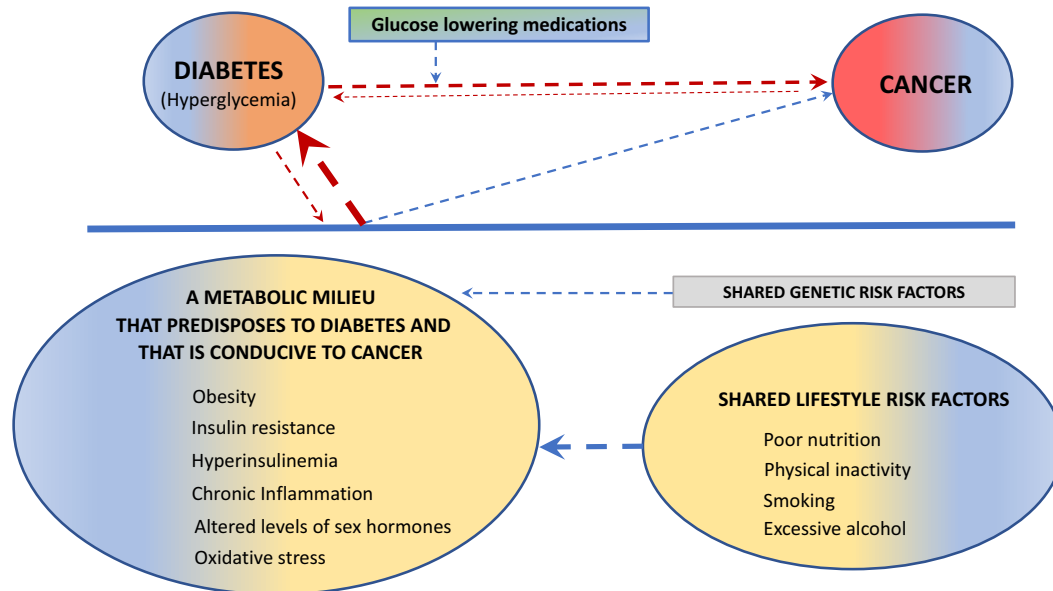 Glucose lowering medications
DIABETES
(Hyperglycemia)
CANCER
A METABOLIC MILIEU
THAT PREDISPOSES TO DIABETES AND
THAT IS CONDUCIVE TO CANCER
Obesity
Insulin resistance
Hyperinsulinemia
Chronic Inflammation
Altered levels of sex hormones
Oxidative stress
SHARED GENETIC RISK FACTORS
SHARED LIFESTYLE RISK FACTORS
Poor nutrition
Physical inactivity
Smoking
Excessive alcohol